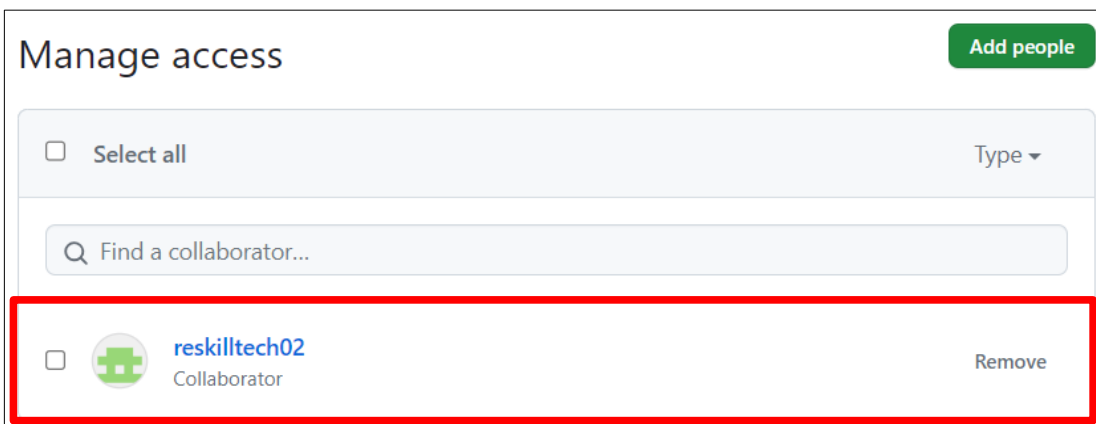 Manage access
Add people
Select all
Type
Find a collaborator...
reskilltech02
Collaborator
Remove